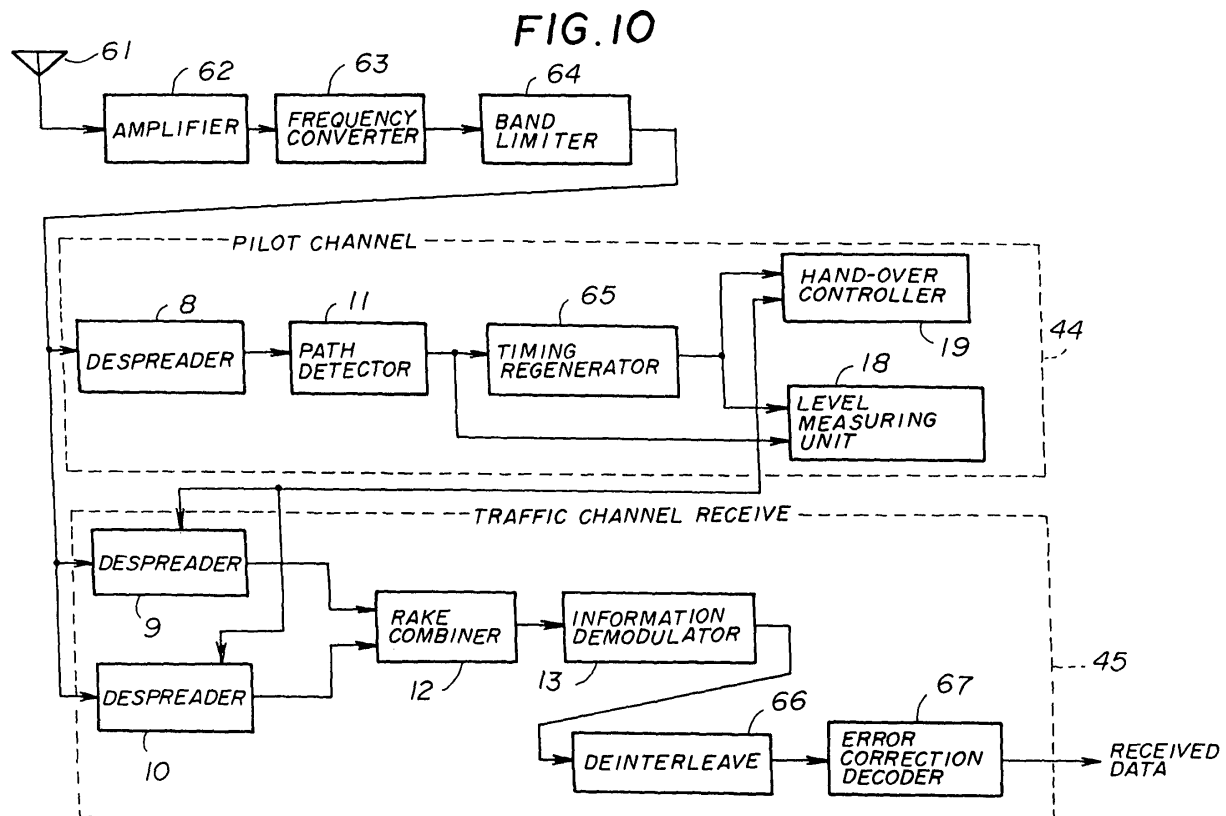 FIG.10
61
62
63
64
AMPLIFIER
FREQUENCY
CONVERTER
BAND
LIMITER
PILOT CHANNEL
8
11
65
DESPREADER
PATH
DETECTOR
TIMING
REGENERATOR
HAND-OVER
CONTROLLER
19
44
18
LEVEL
MEASURING
UNIT
TRAFFIC CHANNEL RECEIVE
DESPREADER
9
DESPREADER
10
RAKE
COMBINER
12
INFORMATION
DEMODULATOR
13
45
66
DEINTERLEAVE
67
ERROR
CORRECTION
DECODER
RECEIVED
DATA